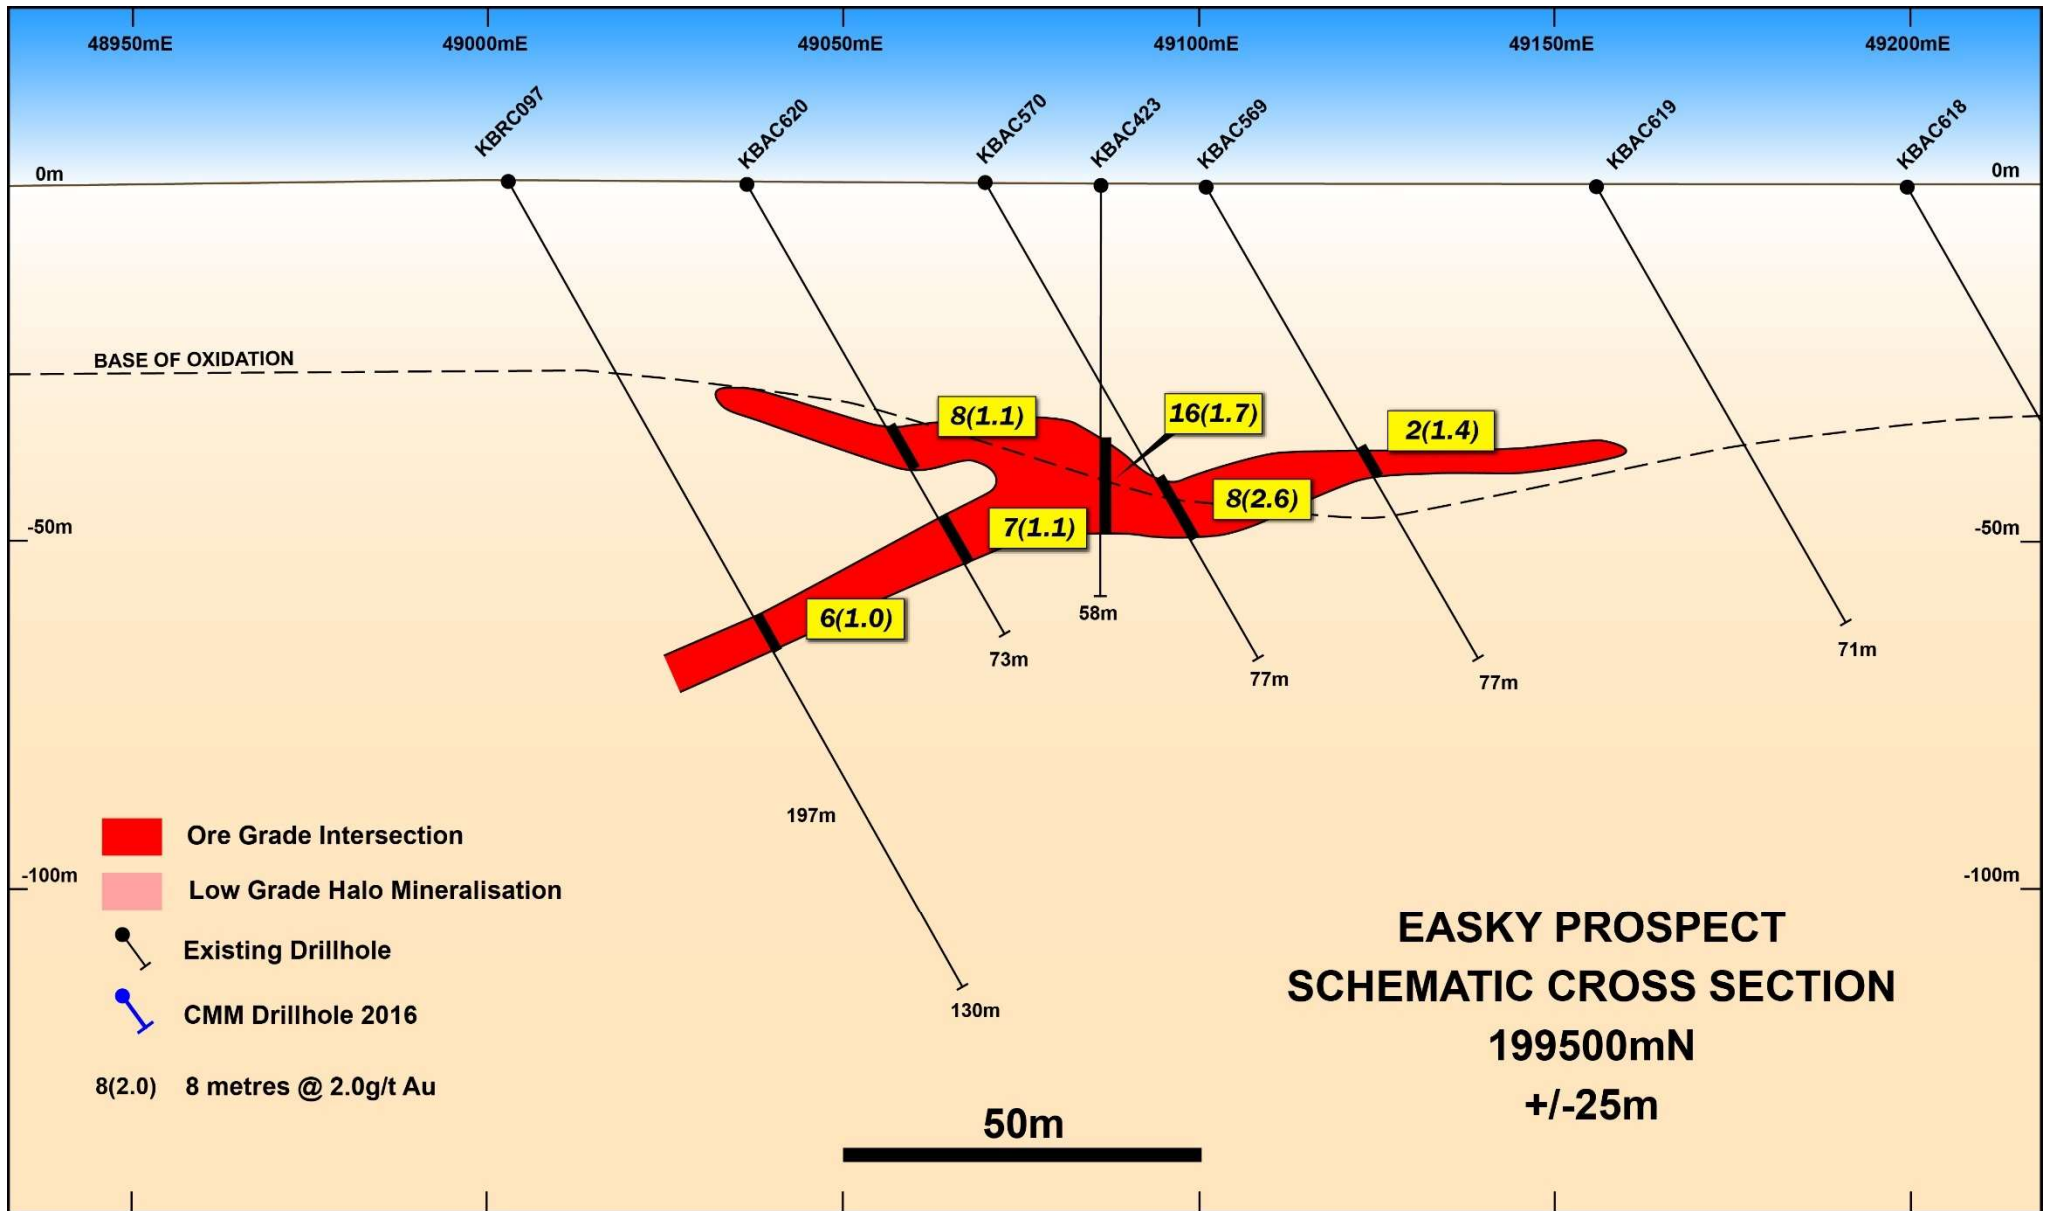 48950mE
49000mE
49050mE
49100mE
49150mE
49200mE
KBRC097
KBAC620
KBAC570
KBAC423
KBAC569
KBAC619
KBAC618
0m
0m
BASE OF OXIDATION
8(1.1)
16(1.7)
2(1.4)
8(2.6)
7(1.1)
6(1.0)
-50m
-50m
58m
73m
77m
77m
71m
197m
130m
-100m
-100m
Ore Grade Intersection
Low Grade Halo Mineralisation
Existing Drillhole
CMM Drillhole 2016
8(2.0) 8 metres @ 2.0g/t Au
EASKY PROSPECT
SCHEMATIC CROSS SECTION
199500mN
+/-25m
50m